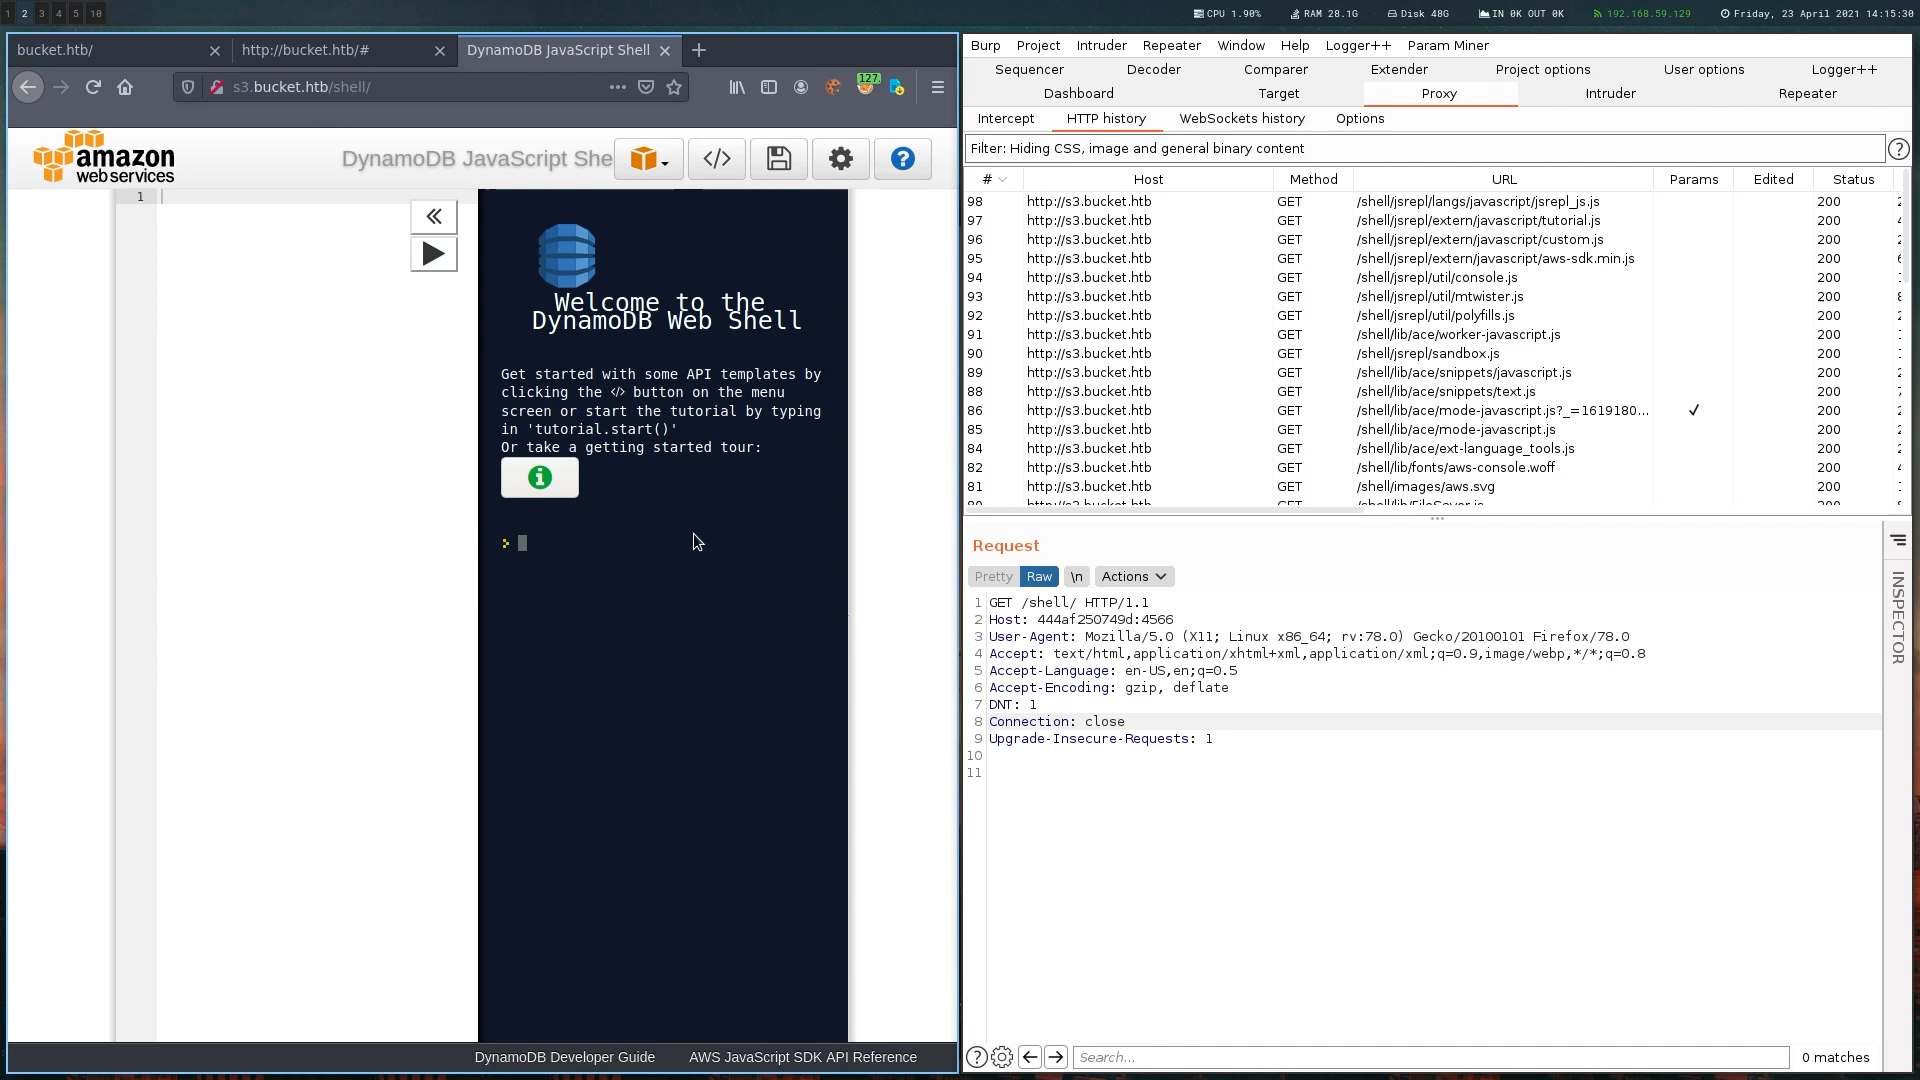 1 2 3 4 5 10
CPU 1.90% RAM 28.1G Disk 48G IN 0K OUT 0K 192.168.59.129 Friday, 23 April 2021 14:15:30
bucket.htb/
http://bucket.htb/#
DynamoDB JavaScript Shell
s3.bucket.htb/shell/
127.
amazon
web services
DynamoDB JavaScript She
1
Welcome to the
DynamoDB Web Shell
Get started with some API templates by
clicking the </> button on the menu
screen or start the tutorial by typing
in 'tutorial.start()'
Or take a getting started tour:
>
DynamoDB Developer Guide
AWS JavaScript SDK API Reference
Burp Project Intruder Repeater Window Help Logger++ Param Miner
Sequencer Decoder Comparer Extender Project options User options Logger++
Dashboard Target Proxy Intruder Repeater
Intercept HTTP history WebSockets history Options
Filter: Hiding CSS, image and general binary content
# Host Method URL Params Edited Status
98 http://s3.bucket.htb GET /shell/jsrepl/langs/javascript/jsrepl_js.js 200
97 http://s3.bucket.htb GET /shell/jsrepl/extern/javascript/tutorial.js 200
96 http://s3.bucket.htb GET /shell/jsrepl/extern/javascript/custom.js 200
95 http://s3.bucket.htb GET /shell/jsrepl/extern/javascript/aws-sdk.min.js 200
94 http://s3.bucket.htb GET /shell/jsrepl/util/console.js 200
93 http://s3.bucket.htb GET /shell/jsrepl/util/mtwister.js 200
92 http://s3.bucket.htb GET /shell/jsrepl/util/polyfills.js 200
91 http://s3.bucket.htb GET /shell/lib/ace/worker-javascript.js 200
90 http://s3.bucket.htb GET /shell/jsrepl/sandbox.js 200
89 http://s3.bucket.htb GET /shell/lib/ace/snippets/javascript.js 200
88 http://s3.bucket.htb GET /shell/lib/ace/snippets/text.js 200
86 http://s3.bucket.htb GET /shell/lib/ace/mode-javascript.js?_=1619180... ✓ 200
85 http://s3.bucket.htb GET /shell/lib/ace/mode-javascript.js 200
84 http://s3.bucket.htb GET /shell/lib/ace/ext-language_tools.js 200
82 http://s3.bucket.htb GET /shell/lib/fonts/aws-console.woff 200
81 http://s3.bucket.htb GET /shell/images/aws.svg 200
Request
Pretty Raw \n Actions
1 GET /shell/ HTTP/1.1
2 Host: 444af250749d:4566
3 User-Agent: Mozilla/5.0 (X11; Linux x86_64; rv:78.0) Gecko/20100101 Firefox/78.0
4 Accept: text/html,application/xhtml+xml,application/xml;q=0.9,image/webp,*/*;q=0.8
5 Accept-Language: en-US,en;q=0.5
6 Accept-Encoding: gzip, deflate
7 DNT: 1
8 Connection: close
9 Upgrade-Insecure-Requests: 1
10
11
INSPECTOR
Search...
0 matches